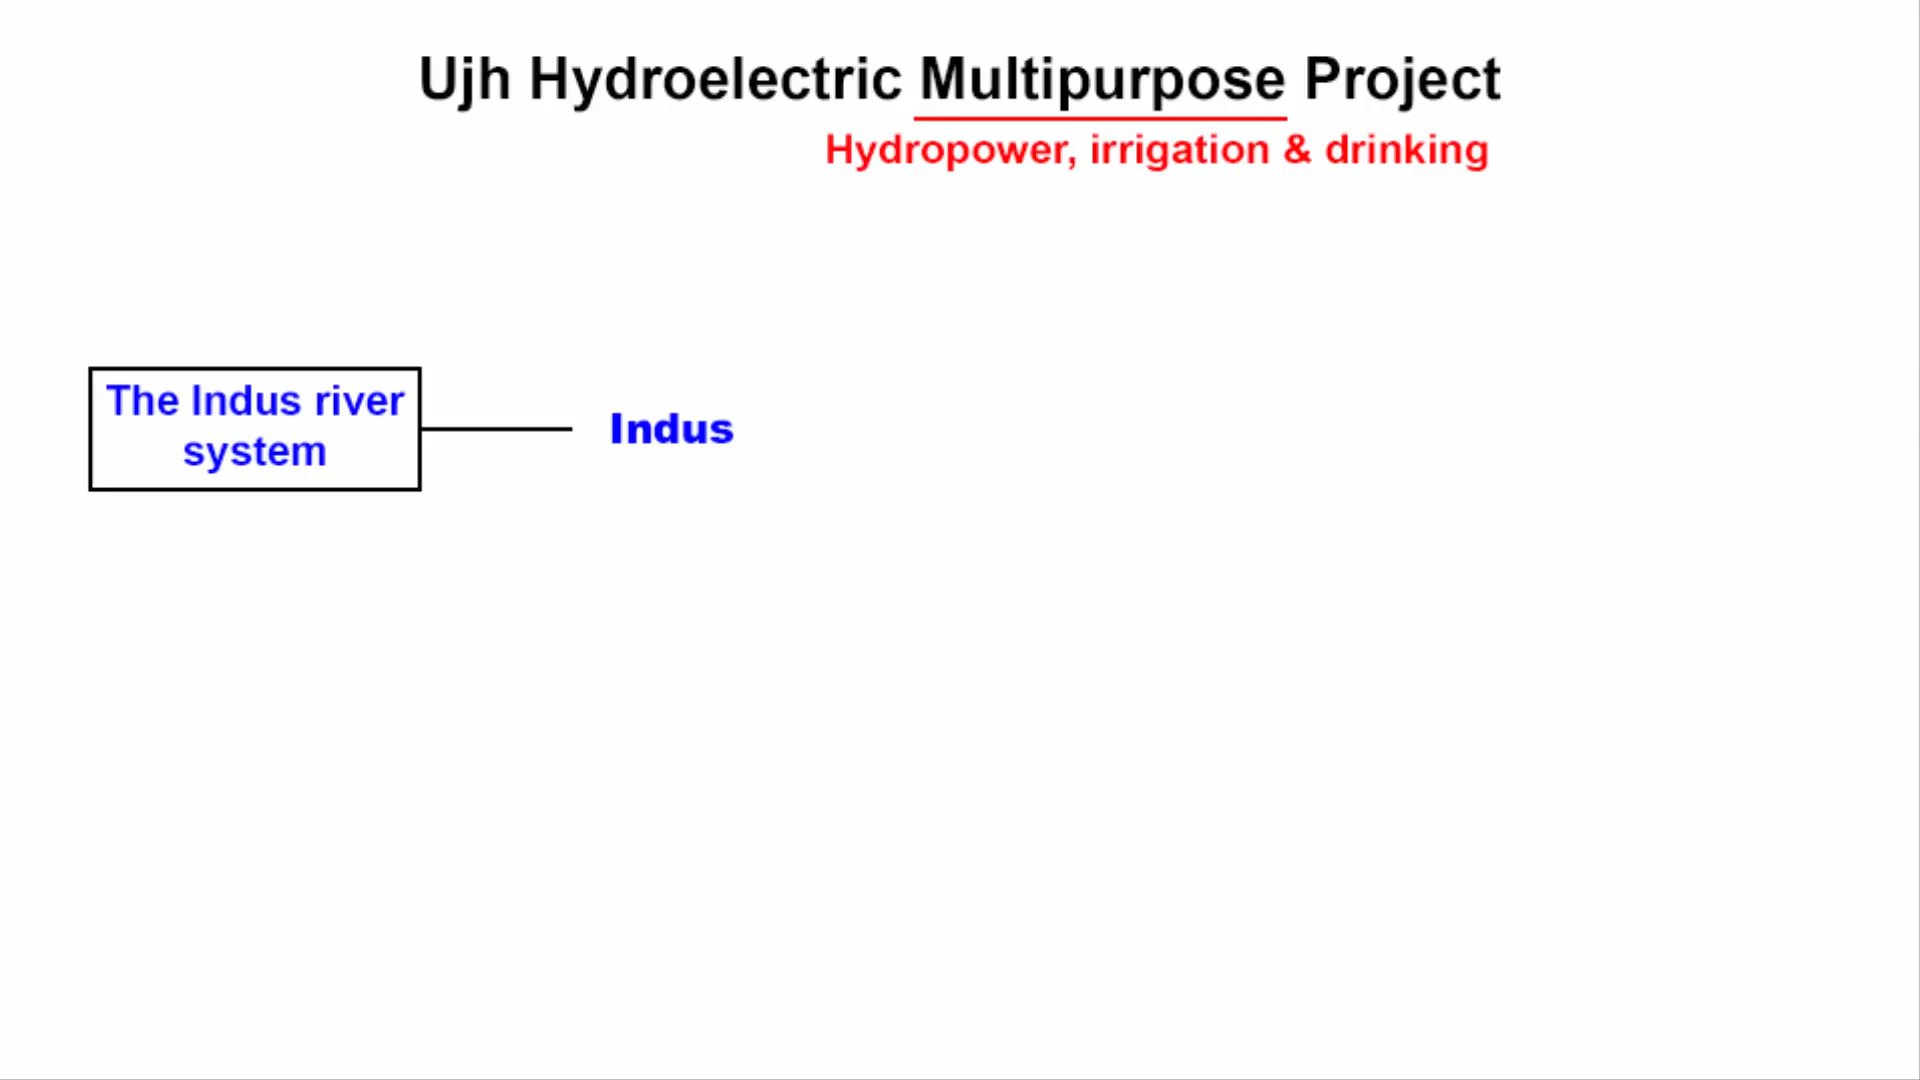 Ujh Hydroelectric Multipurpose Project
Hydropower, irrigation & drinking
The Indus river
system
Indus